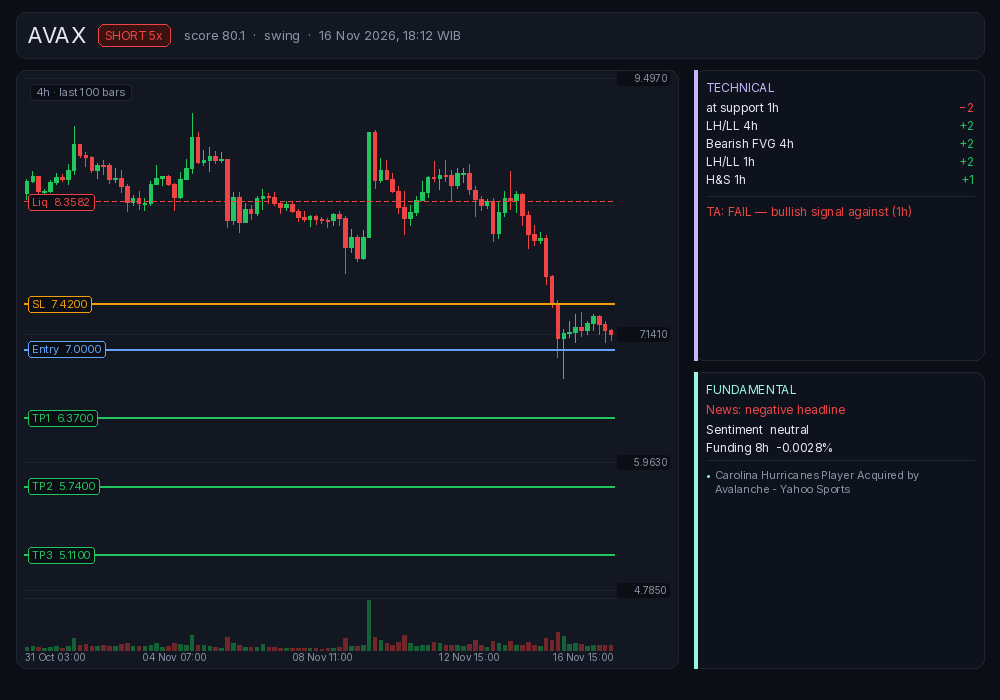 AVAX SHORT 5x score 80.1 · swing · 16 Nov 2026, 18:12 WIB
4h · last 100 bars
9.4970
Liq 8.3582
SL 7.4200
7.1410
Entry 7.0000
TP1 6.3700
5.9630
TP2 5.7400
TP3 5.1100
4.7850
31 Oct 03:00 04 Nov 07:00 08 Nov 11:00 12 Nov 15:00 16 Nov 15:00
TECHNICAL
at support 1h −2
LH/LL 4h +2
Bearish FVG 4h +2
LH/LL 1h +2
H&S 1h +1
TA: FAIL — bullish signal against (1h)
FUNDAMENTAL
News: negative headline
Sentiment neutral
Funding 8h -0.0028%
• Carolina Hurricanes Player Acquired by
Avalanche - Yahoo Sports